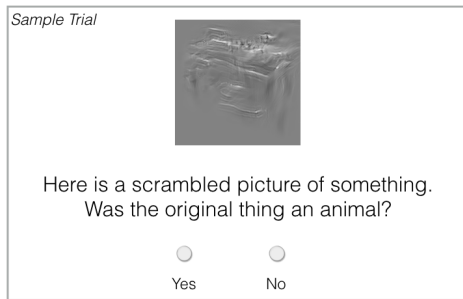 Sample Trial
Here is a scrambled picture of something.
Was the original thing an animal?
Yes No